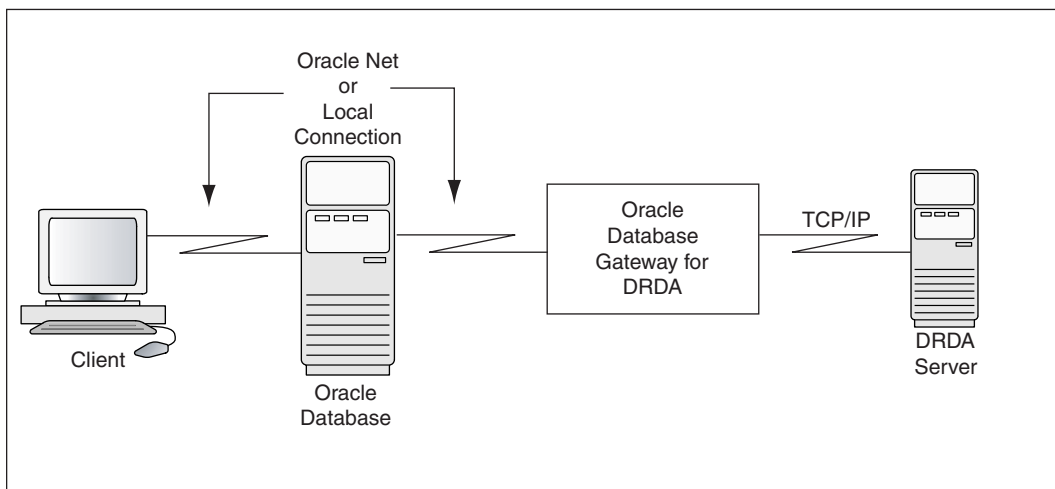 Oracle Net
or
Local
Connection
Oracle
Database
Gateway for
DRDA
TCP/IP
Client
Oracle
Database
DRDA
Server